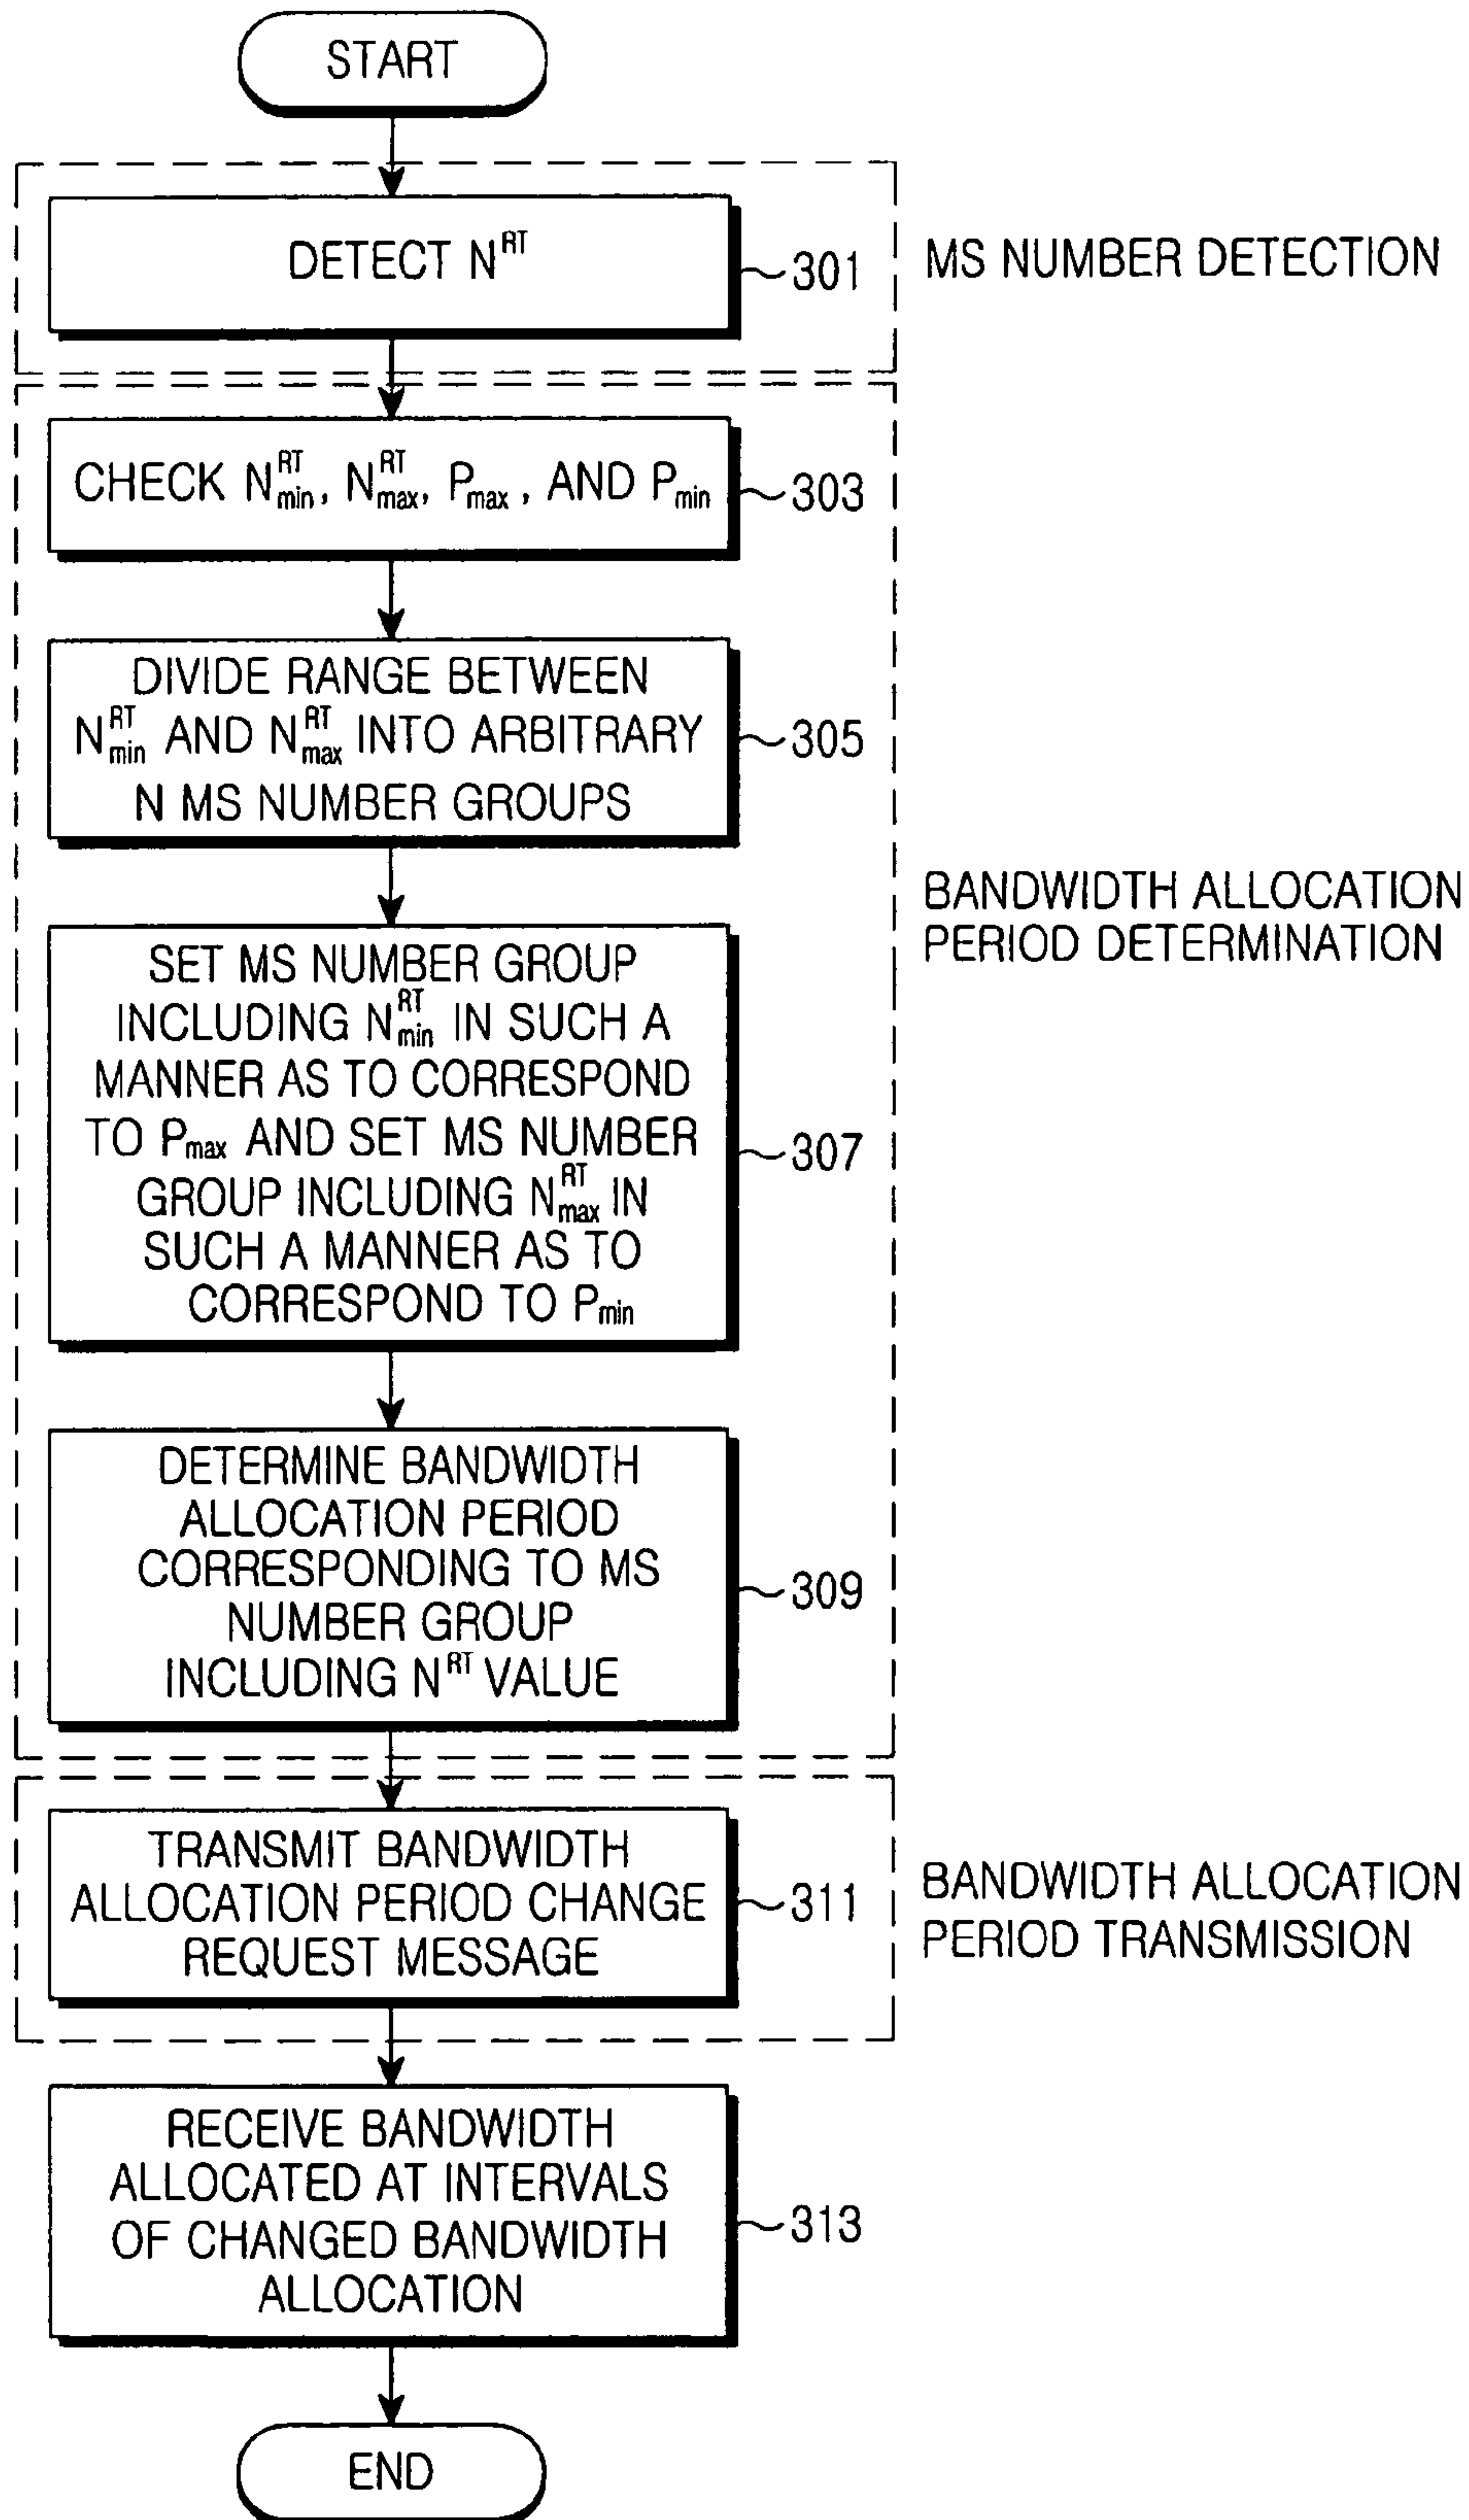 START
DETECT N^RT
301
MS NUMBER DETECTION
CHECK N^RT_min, N^RT_max, P_max, AND P_min
303
DIVIDE RANGE BETWEEN
N^RT_min AND N^RT_max INTO ARBITRARY
N MS NUMBER GROUPS
305
BANDWIDTH ALLOCATION
PERIOD DETERMINATION
SET MS NUMBER GROUP
INCLUDING N^RT_min IN SUCH A
MANNER AS TO CORRESPOND
TO P_max AND SET MS NUMBER
GROUP INCLUDING N^RT_max IN
SUCH A MANNER AS TO
CORRESPOND TO P_min
307
DETERMINE BANDWIDTH
ALLOCATION PERIOD
CORRESPONDING TO MS
NUMBER GROUP
INCLUDING N^RT VALUE
309
TRANSMIT BANDWIDTH
ALLOCATION PERIOD CHANGE
REQUEST MESSAGE
311
BANDWIDTH ALLOCATION
PERIOD TRANSMISSION
RECEIVE BANDWIDTH
ALLOCATED AT INTERVALS
OF CHANGED BANDWIDTH
ALLOCATION
313
END